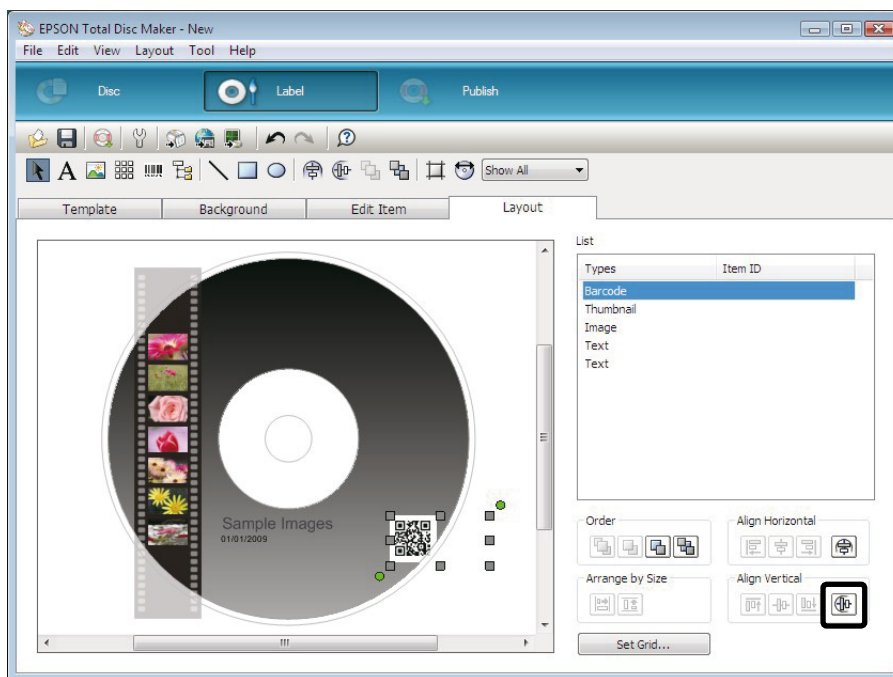 EPSON Total Disc Maker - New
File Edit View Layout Tool Help
Disc Label Publish
A Show All
Template Background Edit Item Layout
List
Types Item ID
Barcode
Thumbnail
Image
Text
Text
Sample Images
01/01/2009
Order Align Horizontal
Arrange by Size Align Vertical
Set Grid...